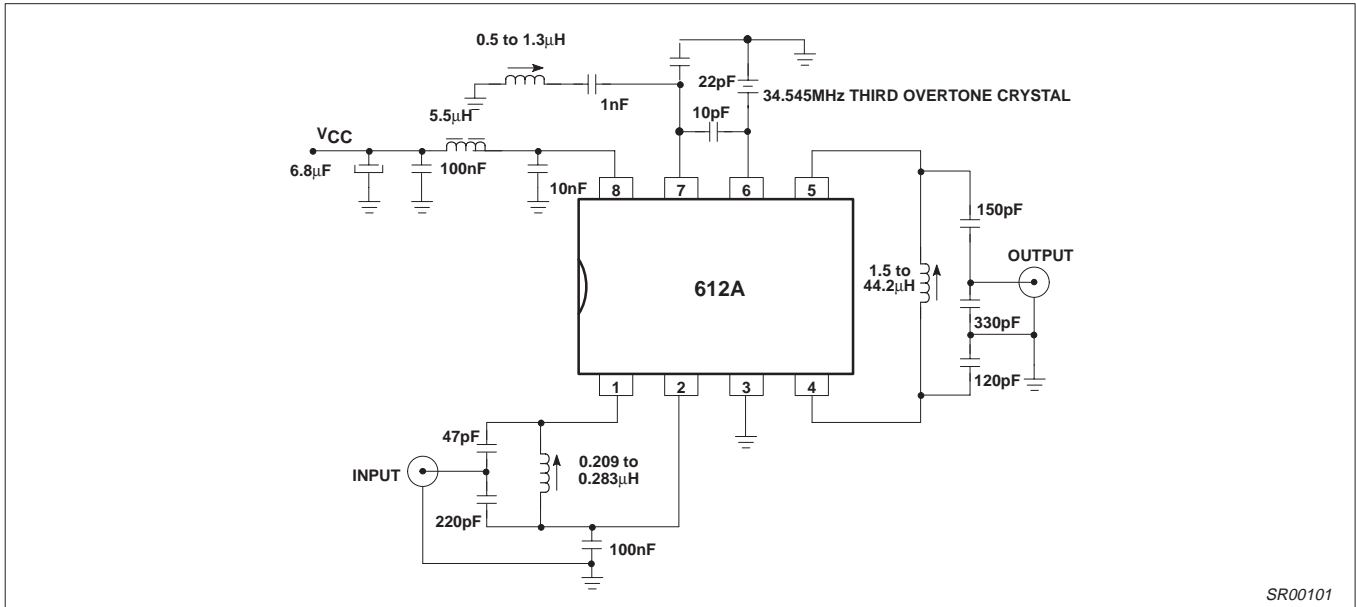 0.5 to 1.3μH
22pF
34.545MHz THIRD OVERTONE CRYSTAL
1nF
5.5μH
10pF
VCC
6.8μF
100nF
10nF
8
7
6
5
150pF
OUTPUT
1.5 to
44.2μH
612A
330pF
120pF
1
2
3
4
47pF
INPUT
0.209 to
0.283μH
220pF
100nF
SR00101